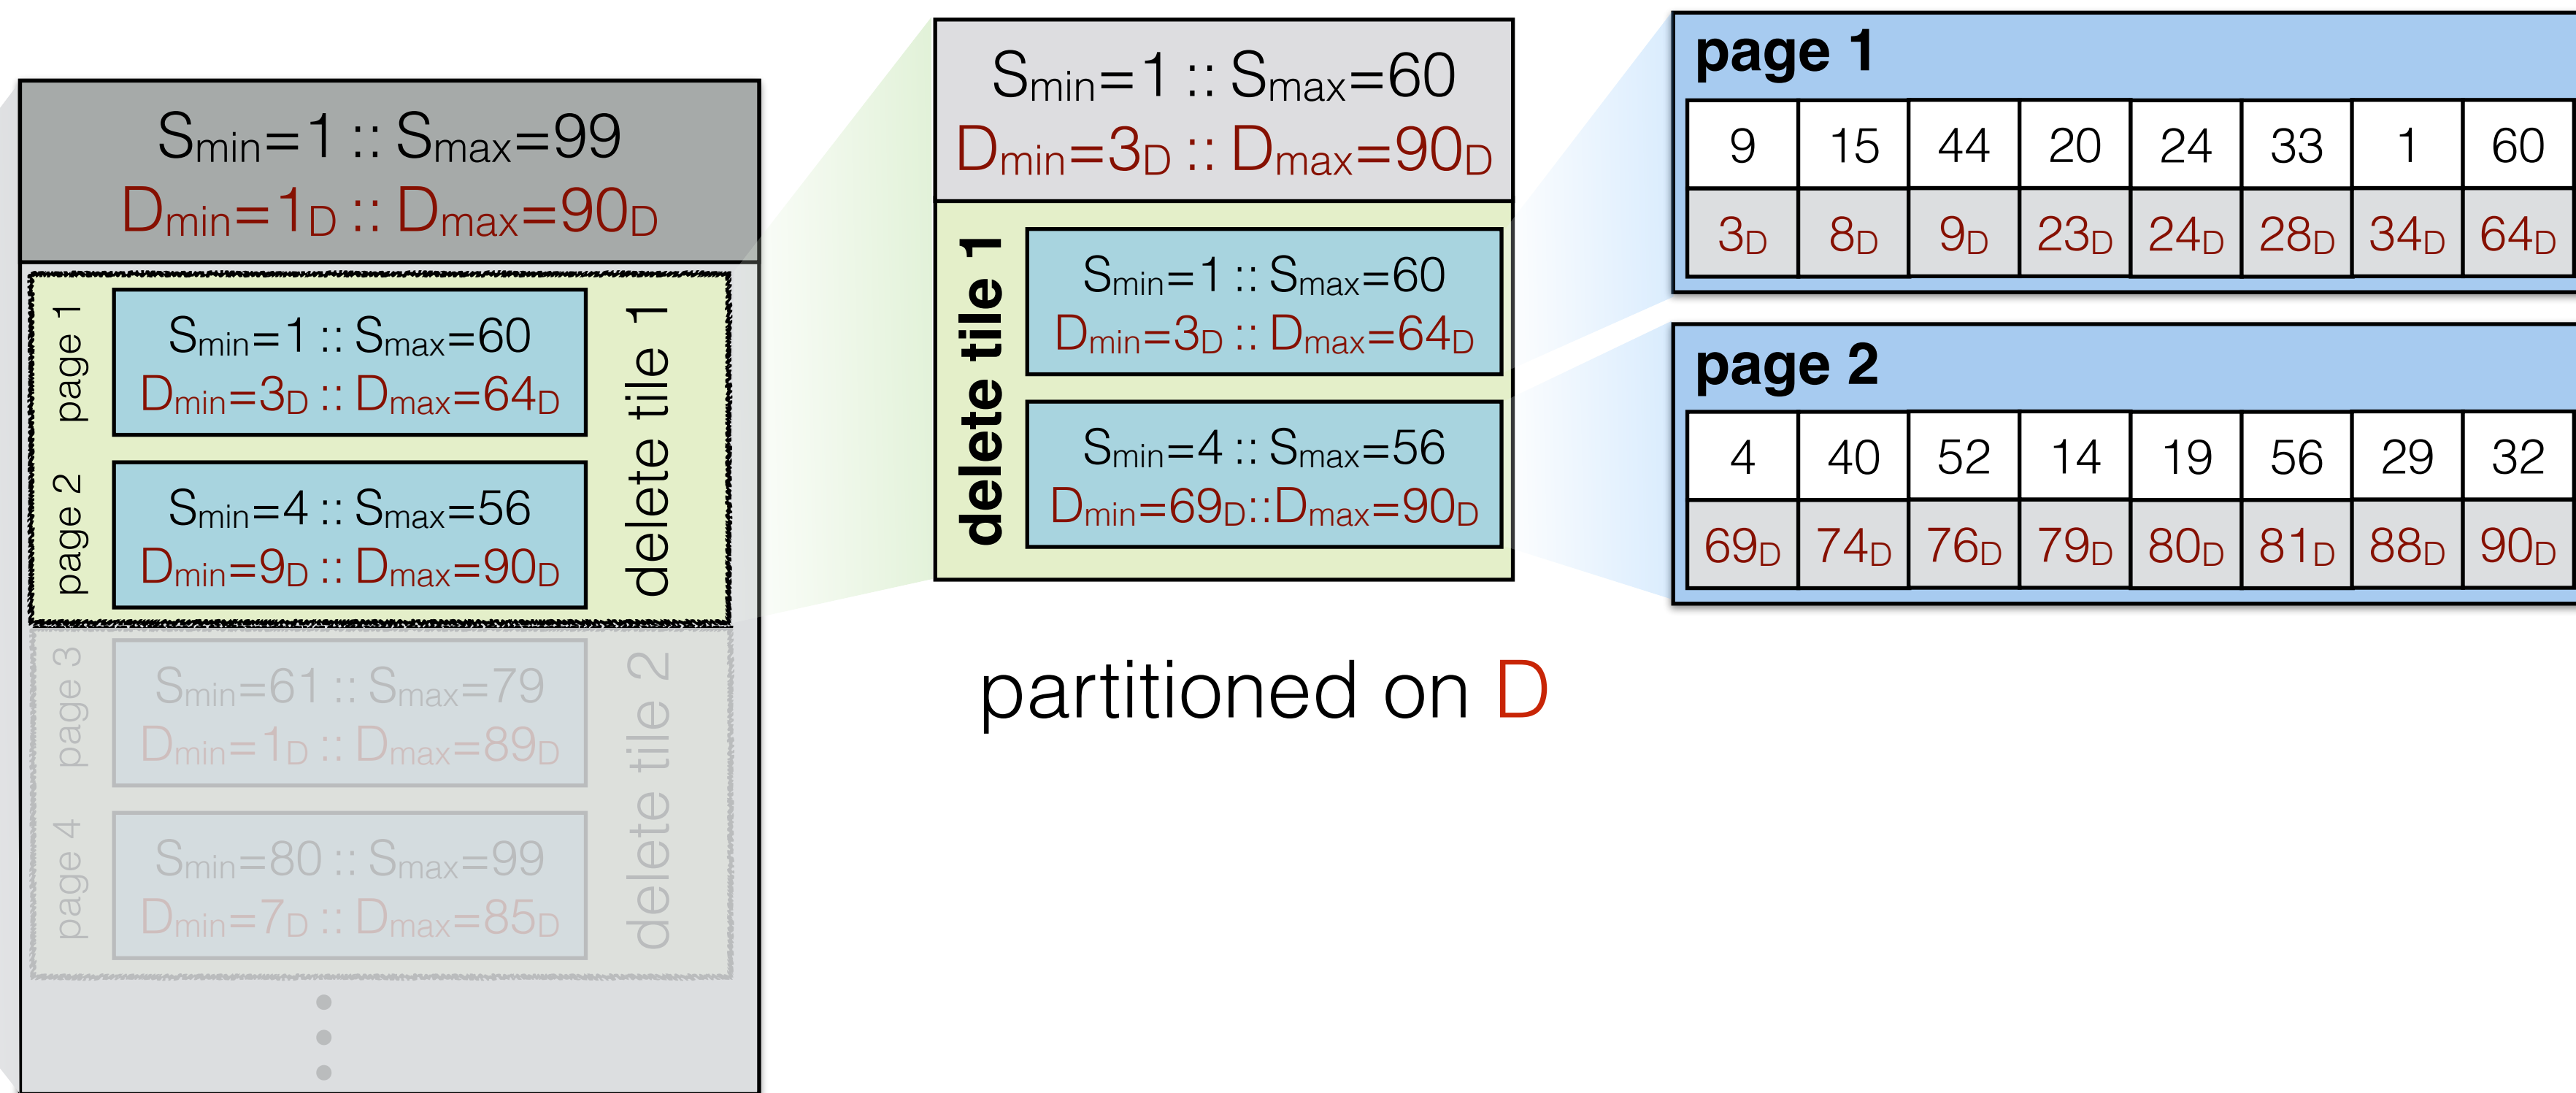 Smin=1 :: Smax=99
Dmin=1D :: Dmax=90D
page 1
Smin=1 :: Smax=60
Dmin=3D :: Dmax=64D
page 2
Smin=4 :: Smax=56
Dmin=9D :: Dmax=90D
delete tile 1
page 3
Smin=61 :: Smax=79
Dmin=1D :: Dmax=89D
page 4
Smin=80 :: Smax=99
Dmin=7D :: Dmax=85D
delete tile 2
Smin=1 :: Smax=60
Dmin=3D :: Dmax=90D
delete tile 1
Smin=1 :: Smax=60
Dmin=3D :: Dmax=64D
Smin=4 :: Smax=56
Dmin=69D::Dmax=90D
partitioned on D
page 1
9 15 44 20 24 33 1 60
3D 8D 9D 23D 24D 28D 34D 64D
page 2
4 40 52 14 19 56 29 32
69D 74D 76D 79D 80D 81D 88D 90D